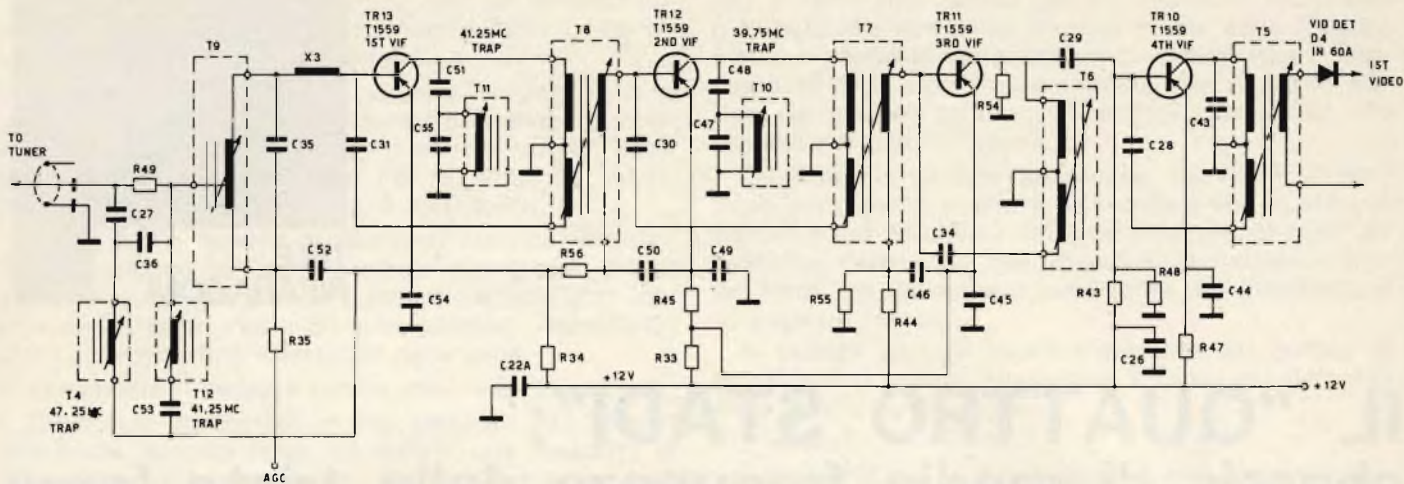 TO
TUNER
C27
R49
C36
T4
47.25MC
TRAP
C53
T12
41,25MC
TRAP
T9
X3
C35
C52
R35
AGC
C31
TR13
T1559
1ST VIF
C54
C51
C55
41,25MC
TRAP
T11
T8
R56
R34
C22A
+12V
C30
C50
TR12
T1559
2ND VIF
C49
R45
R33
C48
C47
39.75MC
TRAP
T10
T7
R55
C46
R44
C34
TR11
T1559
3RD VIF
C45
R54
C29
T6
R43
R48
C26
C28
TR10
T1559
4TH VIF
C44
R47
C43
T5
+12V
VID DET
D4
IN 60A
IST
VIDEO